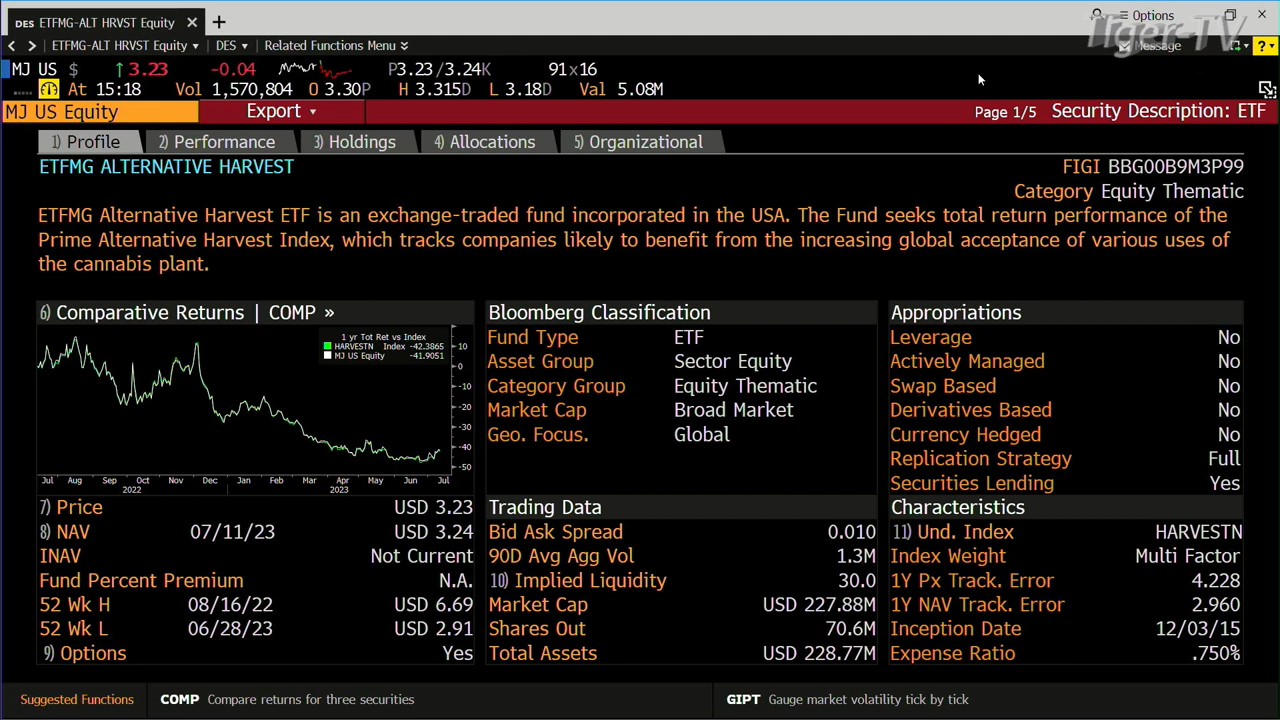 DES ETFMG-ALT HRVST Equity × +
Options
Tiger-TV
< > ETFMG-ALT HRVST Equity DES Related Functions Menu
Message ?
MJ US $ ↑3.23 -0.04 P3.23/3.24K 91x16
At 15:18 Vol 1,570,804 O 3.30P H 3.315D L 3.18D Val 5.08M
MJ US Equity Export Page 1/5 Security Description: ETF
1) Profile 2) Performance 3) Holdings 4) Allocations 5) Organizational
ETFMG ALTERNATIVE HARVEST FIGI BBG00B9M3P99
Category Equity Thematic
ETFMG Alternative Harvest ETF is an exchange-traded fund incorporated in the USA. The Fund seeks total return performance of the
Prime Alternative Harvest Index, which tracks companies likely to benefit from the increasing global acceptance of various uses of
the cannabis plant.
6) Comparative Returns | COMP »
1 yr Tot Ret vs Index
HARVESTN Index -42.3865
MJ US Equity -41.9051
10
0
-10
-20
-30
-40
-50
Jul Aug Sep Oct Nov Dec Jan Feb Mar Apr May Jun Jul
2022 2023
7) Price USD 3.23
8) NAV 07/11/23 USD 3.24
INAV Not Current
Fund Percent Premium N.A.
52 Wk H 08/16/22 USD 6.69
52 Wk L 06/28/23 USD 2.91
9) Options Yes
Bloomberg Classification
Fund Type ETF
Asset Group Sector Equity
Category Group Equity Thematic
Market Cap Broad Market
Geo. Focus. Global
Trading Data
Bid Ask Spread 0.010
90D Avg Agg Vol 1.3M
10) Implied Liquidity 30.0
Market Cap USD 227.88M
Shares Out 70.6M
Total Assets USD 228.77M
Appropriations
Leverage No
Actively Managed No
Swap Based No
Derivatives Based No
Currency Hedged No
Replication Strategy Full
Securities Lending Yes
Characteristics
11) Und. Index HARVESTN
Index Weight Multi Factor
1Y Px Track. Error 4.228
1Y NAV Track. Error 2.960
Inception Date 12/03/15
Expense Ratio .750%
Suggested Functions COMP Compare returns for three securities GIPT Gauge market volatility tick by tick